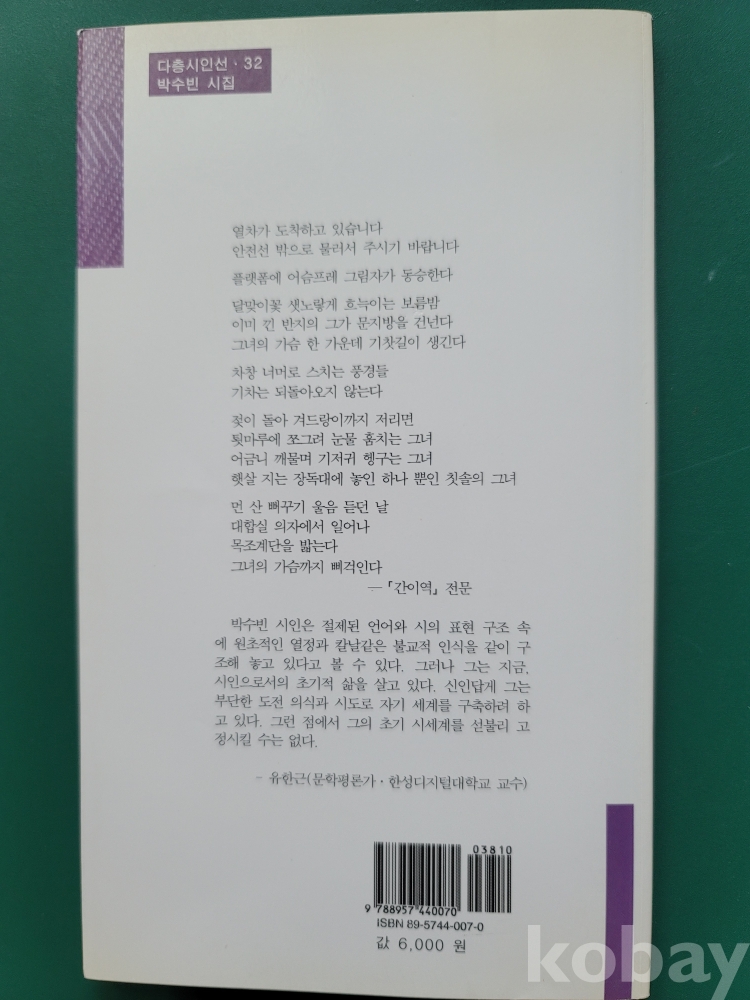 다층시인선 · 32
박수빈 시집
열차가 도착하고 있습니다
안전선 밖으로 물러서 주시기 바랍니다
플랫폼에 어슴프레 그림자가 동승한다
달맞이꽃 샛노랗게 흐늑이는 보름밤
이미 낀 반지의 그가 문지방을 건넌다
그녀의 가슴 한 가운데 기찻길이 생긴다
차창 너머로 스치는 풍경들
기차는 되돌아오지 않는다
젖이 돌아 겨드랑이까지 저리면
툇마루에 쪼그려 눈물 훔치는 그녀
어금니 깨물며 기저귀 헹구는 그녀
햇살 지는 장독대에 놓인 하나 뿐인 칫솔의 그녀
먼 산 뻐꾸기 울음 듣던 날
대합실 의자에서 일어나
목조계단을 밟는다
그녀의 가슴까지 삐걱인다
―『간이역』 전문
박수빈 시인은 절제된 언어와 시의 표현 구조 속
에 원초적인 열정과 칼날같은 불교적 인식을 같이 구
조해 놓고 있다고 볼 수 있다. 그러나 그는 지금,
시인으로서의 초기적 삶을 살고 있다. 신인답게 그는
부단한 도전 의식과 시도로 자기 세계를 구축하려 하
고 있다. 그런 점에서 그의 초기 시세계를 섣불리 고
정시킬 수는 없다.
- 유한근(문학평론가 · 한성디지털대학교 교수)
03810
9 788957 440070
ISBN 89-5744-007-0
값 6,000 원
kobay